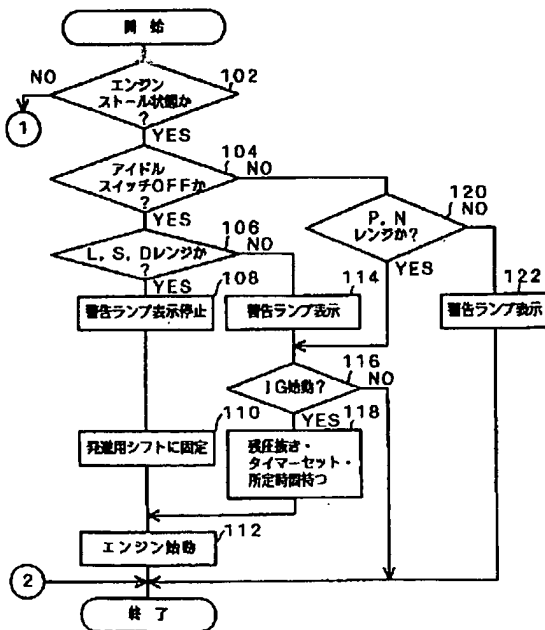 開始
102
NO
エンジン
ストール状態か
?
1
YES
104
NO
アイドル
スイッチOFFか
?
120
NO
P.N
レンジか?
YES
106
NO
YES
L.S.Dレンジか
?
YES
108
警告ランプ表示停止
114
警告ランプ表示
122
警告ランプ表示
116
NO
IG始動?
YES
118
110
発進用シフトに固定
残圧抜き・
タイマーセット・
所定時間待つ
112
エンジン始動
2
終了